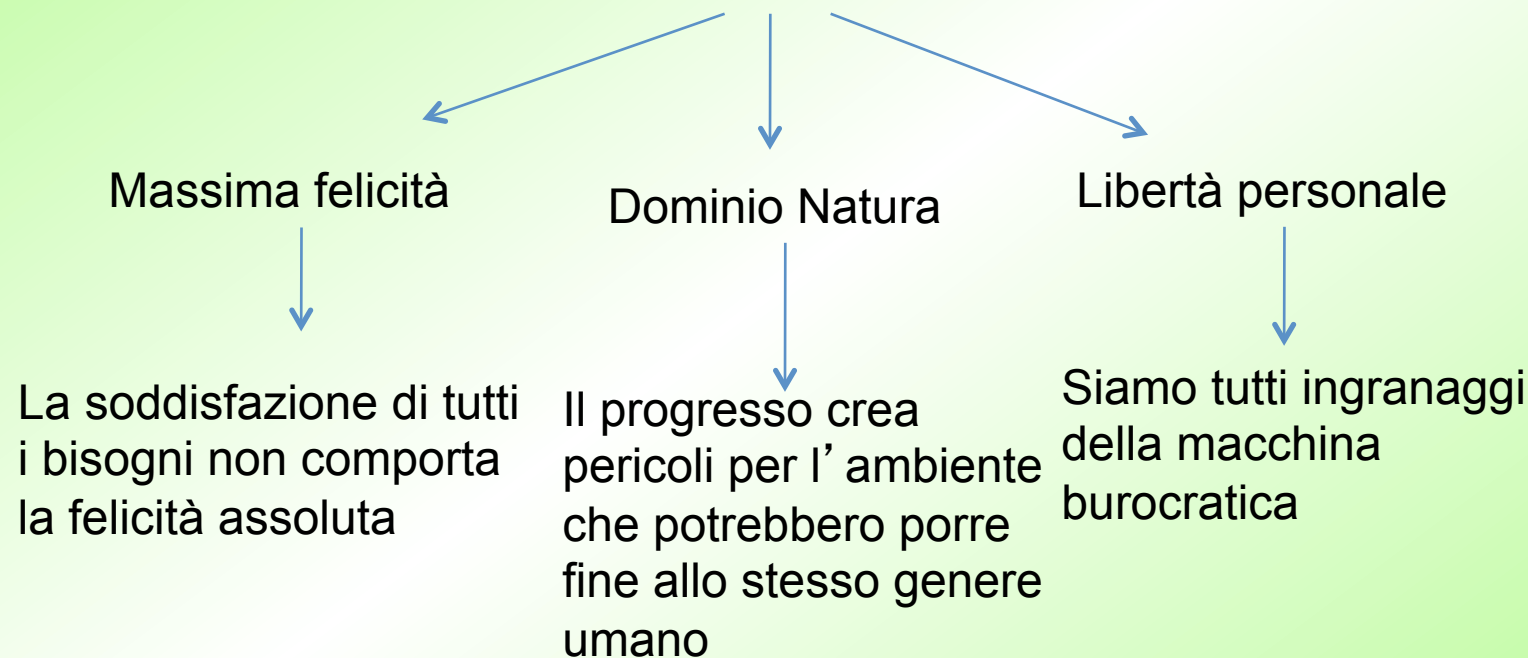 Massima felicità
Dominio Natura
Libertà personale
La soddisfazione di tutti
i bisogni non comporta
la felicità assoluta
Il progresso crea
pericoli per l’ ambiente
che potrebbero porre
fine allo stesso genere
umano
Siamo tutti ingranaggi
della macchina
burocratica